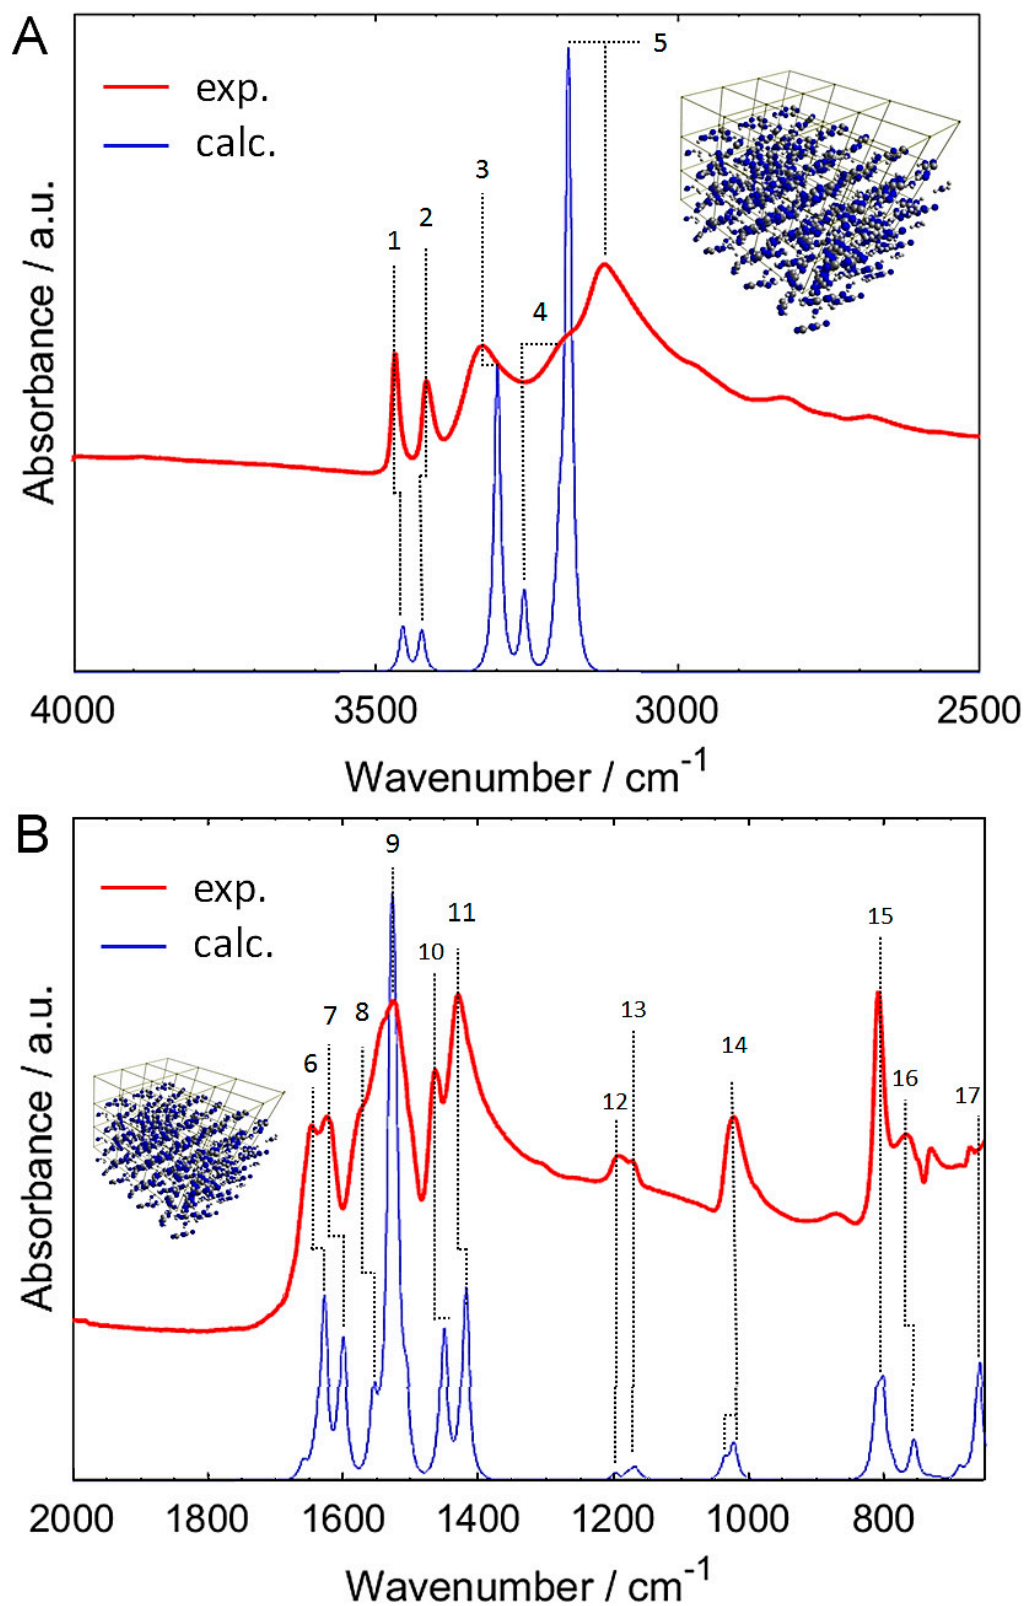 A
exp.
calc.
1
2
3
4
5
Absorbance / a.u.
4000 3500 3000 2500
Wavenumber / cm-1
B
exp.
calc.
6
7
8
9
10
11
12
13
14
15
16
17
Absorbance / a.u.
2000 1800 1600 1400 1200 1000 800
Wavenumber / cm-1